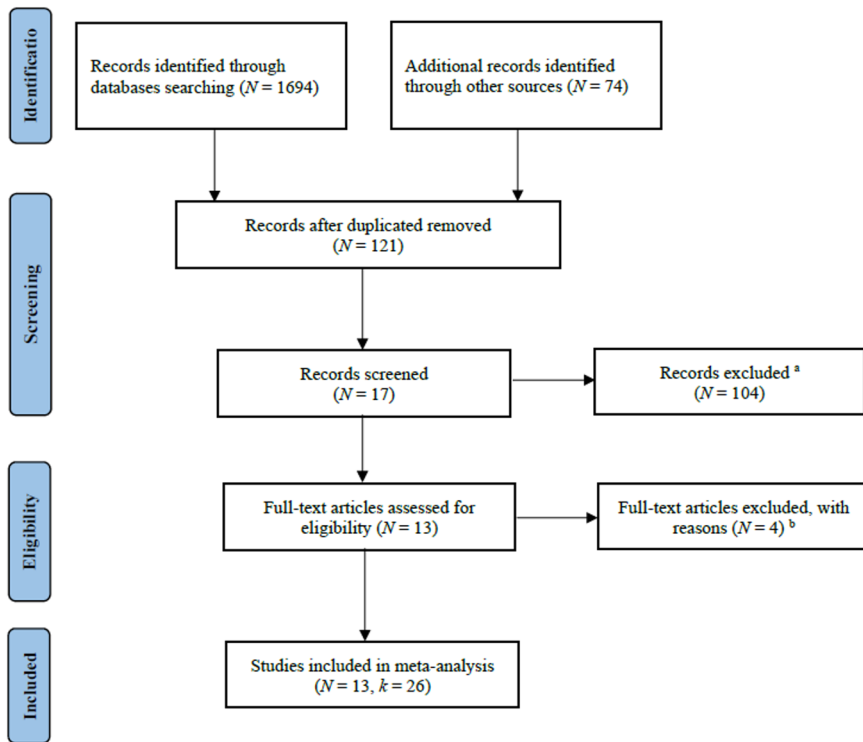 Identificatio
Records identified through
databases searching (N = 1694)
Additional records identified
through other sources (N = 74)
Screening
Records after duplicated removed
(N = 121)
Records screened
(N = 17)
Records excluded a
(N = 104)
Eligibility
Full-text articles assessed for
eligibility (N = 13)
Full-text articles excluded, with
reasons (N = 4) b
Included
Studies included in meta-analysis
(N = 13, k = 26)